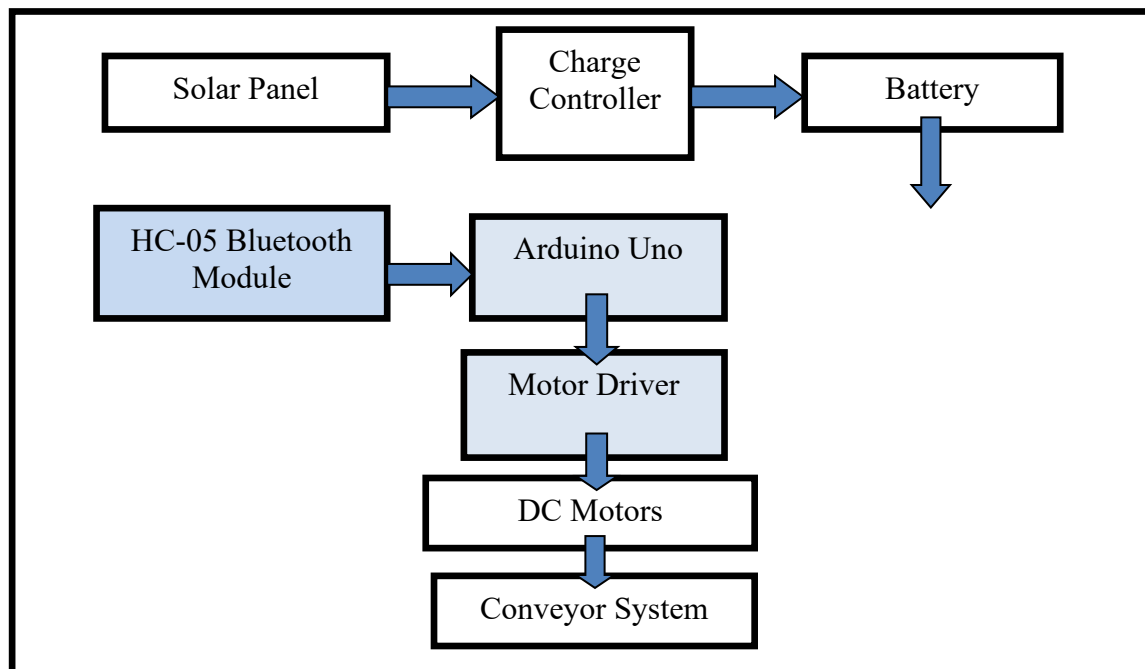 Solar Panel
Charge
Controller
Battery
HC-05 Bluetooth
Module
Arduino Uno
Motor Driver
DC Motors
Conveyor System